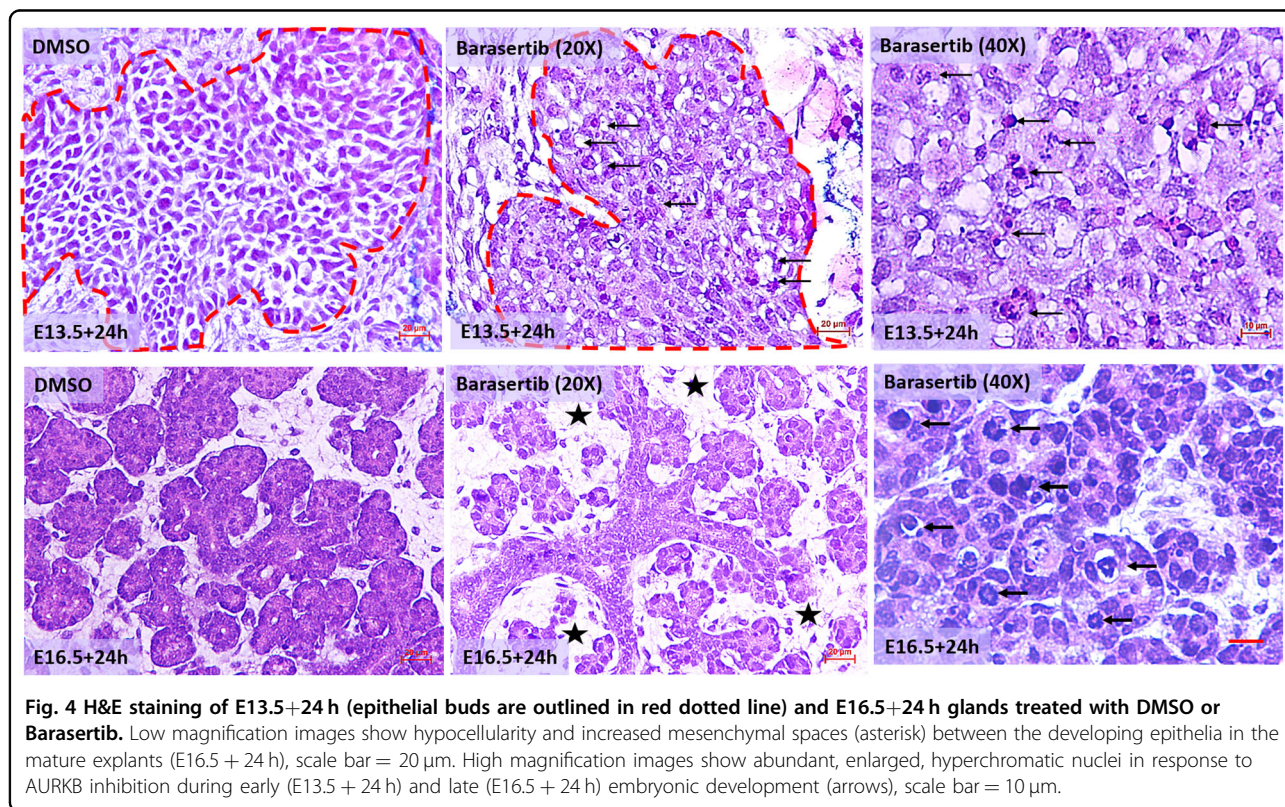 DMSO
Barasertib (20X)
Barasertib (40X)
20 µm
20 µm
10 µm
E13.5+24h
E13.5+24h
E13.5+24h
DMSO
Barasertib (20X)
Barasertib (40X)
20 µm
20 µm
E16.5+24h
E16.5+24h
E16.5+24h
Fig. 4 H&E staining of E13.5+24 h (epithelial buds are outlined in red dotted line) and E16.5+24 h glands treated with DMSO or
Barasertib. Low magnification images show hypocellularity and increased mesenchymal spaces (asterisk) between the developing epithelia in the
mature explants (E16.5 + 24 h), scale bar = 20 µm. High magnification images show abundant, enlarged, hyperchromatic nuclei in response to
AURKB inhibition during early (E13.5 + 24 h) and late (E16.5 + 24 h) embryonic development (arrows), scale bar = 10 µm.